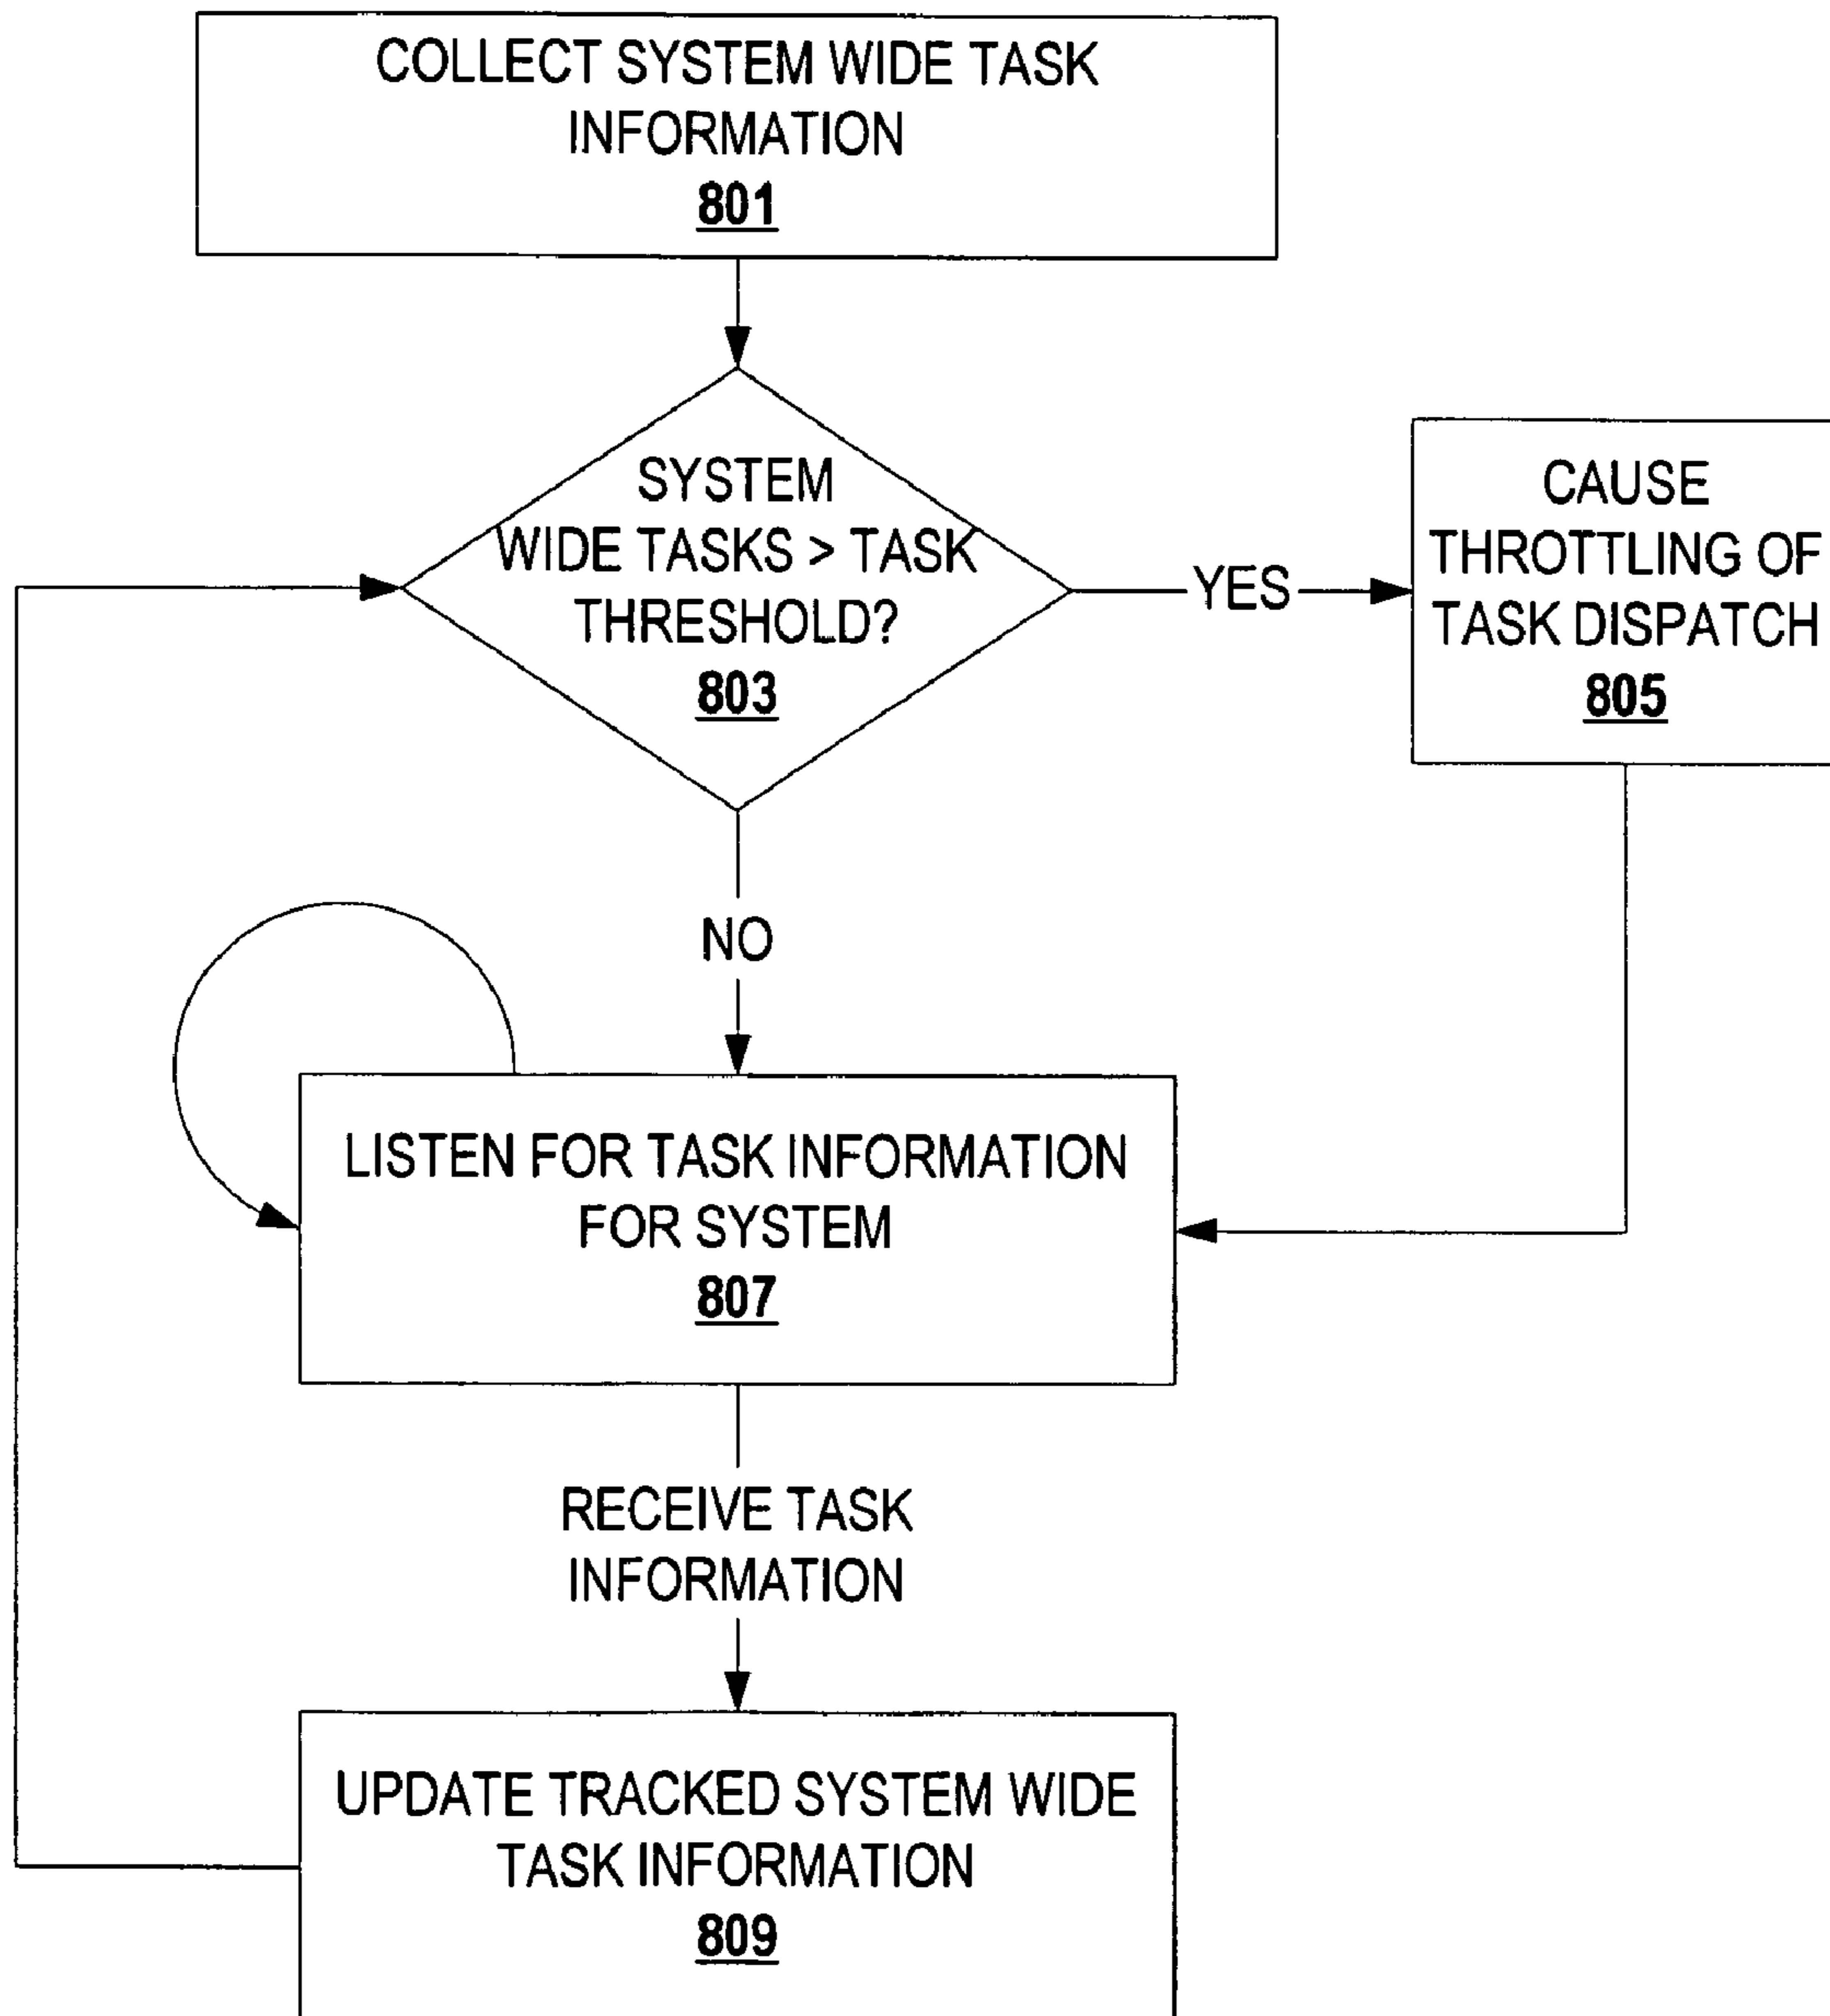 COLLECT SYSTEM WIDE TASK
INFORMATION
801
SYSTEM
WIDE TASKS > TASK
THRESHOLD?
803
YES
CAUSE
THROTTLING OF
TASK DISPATCH
805
NO
LISTEN FOR TASK INFORMATION
FOR SYSTEM
807
RECEIVE TASK
INFORMATION
UPDATE TRACKED SYSTEM WIDE
TASK INFORMATION
809